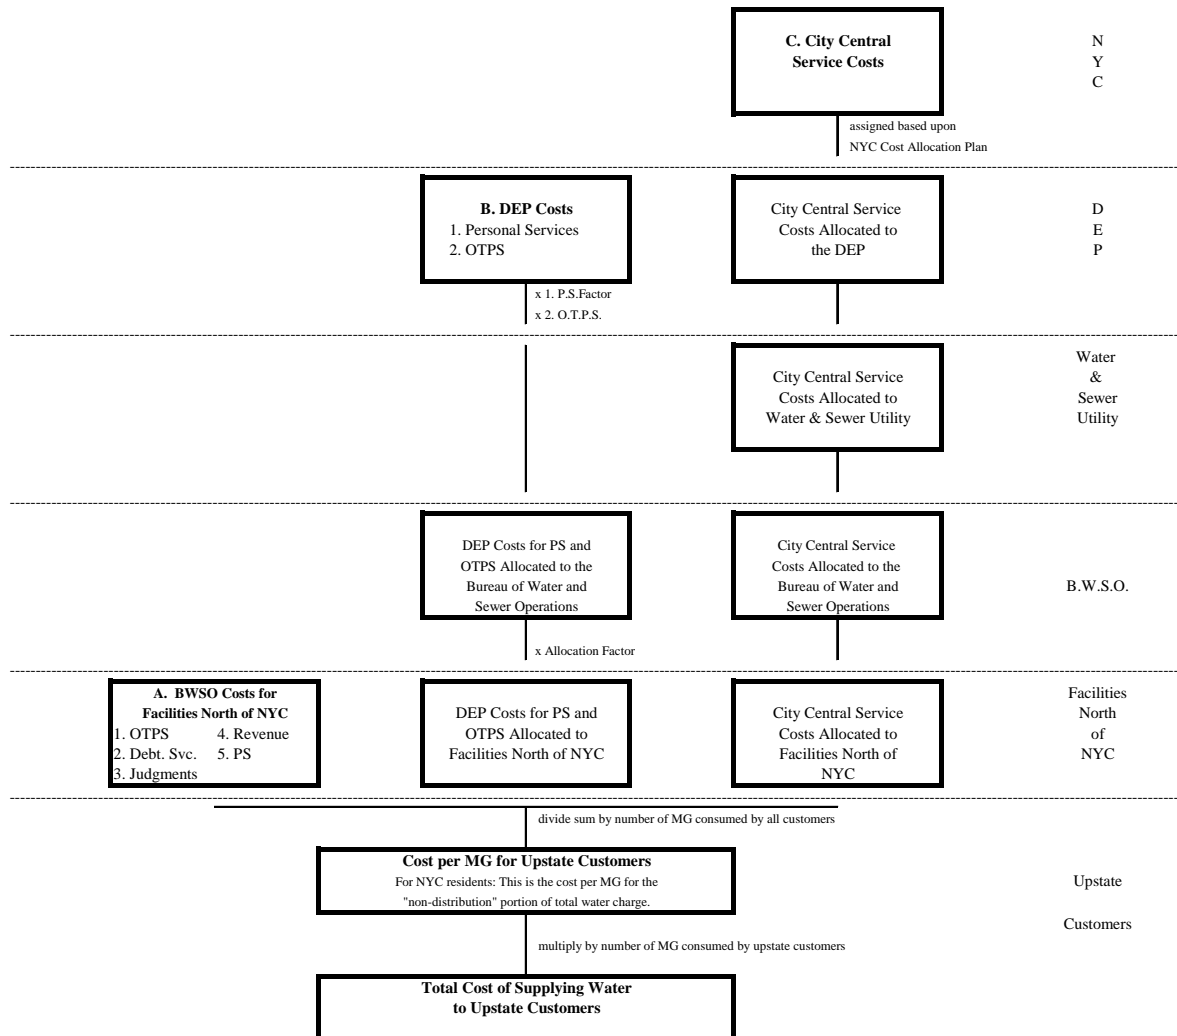 C. City Central
Service Costs
N
Y
C
assigned based upon
NYC Cost Allocation Plan
B. DEP Costs
1. Personal Services
2. OTPS
City Central Service
Costs Allocated to
the DEP
D
E
P
x 1. P.S.Factor
x 2. O.T.P.S.
City Central Service
Costs Allocated to
Water & Sewer Utility
Water
&
Sewer
Utility
DEP Costs for PS and
OTPS Allocated to the
Bureau of Water and
Sewer Operations
City Central Service
Costs Allocated to the
Bureau of Water and
Sewer Operations
B.W.S.O.
x Allocation Factor
A. BWSO Costs for
Facilities North of NYC
1. OTPS 4. Revenue
2. Debt. Svc. 5. PS
3. Judgments
DEP Costs for PS and
OTPS Allocated to
Facilities North of NYC
City Central Service
Costs Allocated to
Facilities North of
NYC
Facilities
North
of
NYC
divide sum by number of MG consumed by all customers
Cost per MG for Upstate Customers
For NYC residents: This is the cost per MG for the
"non-distribution" portion of total water charge.
Upstate
Customers
multiply by number of MG consumed by upstate customers
Total Cost of Supplying Water
to Upstate Customers